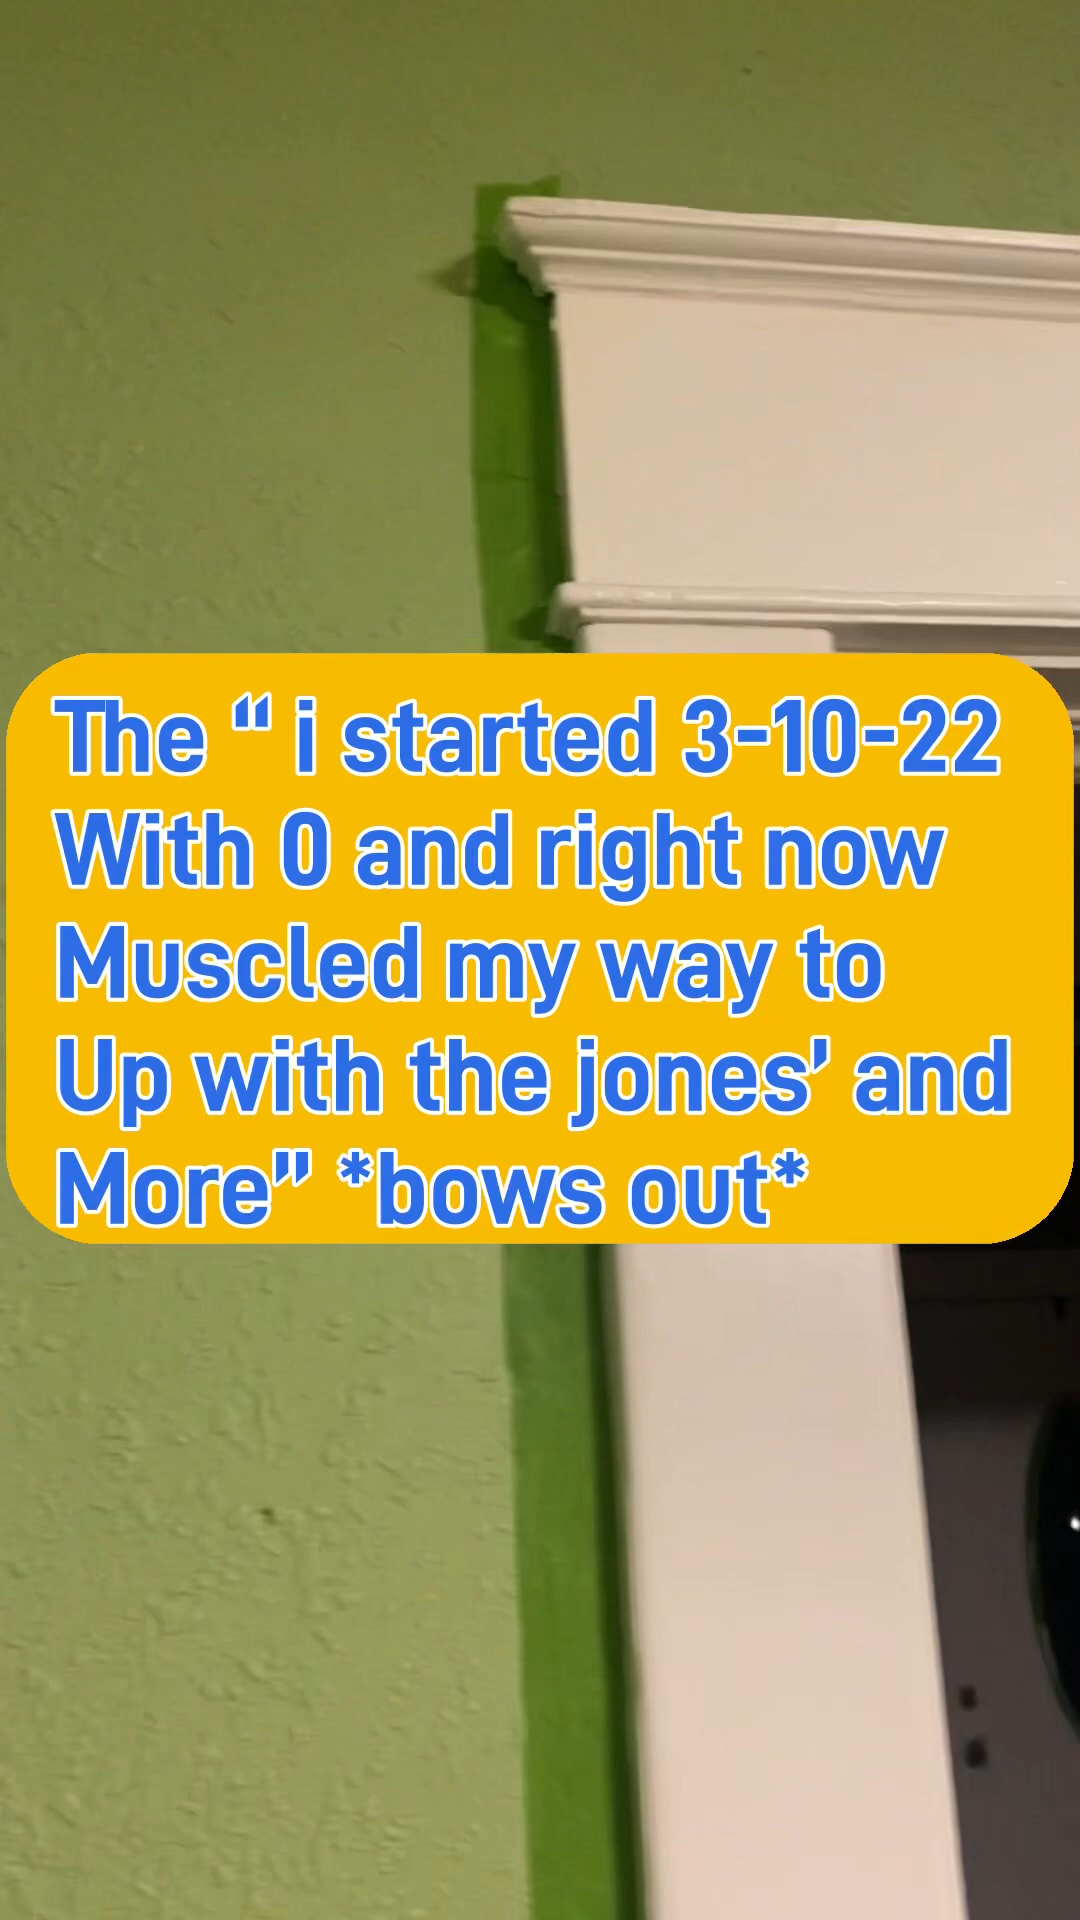 The “ i started 3-10-22
With 0 and right now
Muscled my way to
Up with the jones’ and
More” *bows out*